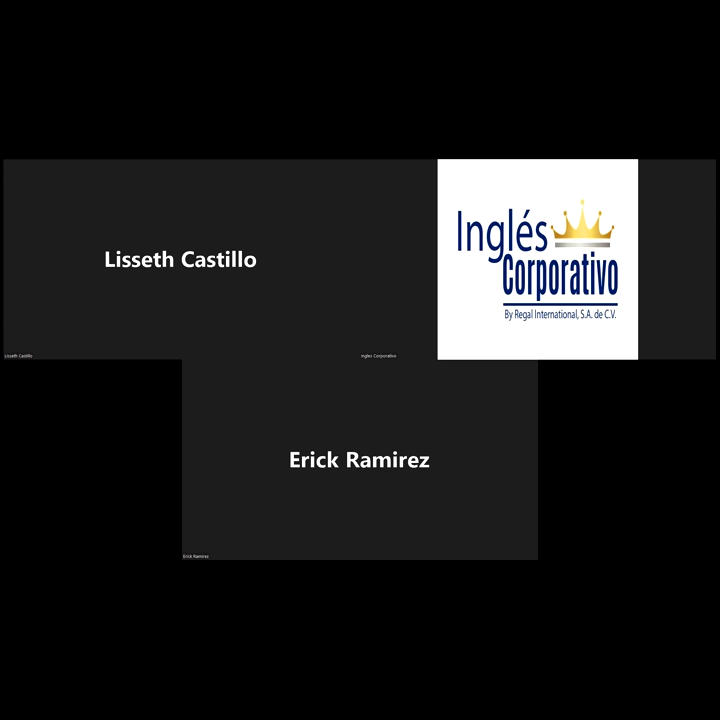 Lisseth Castillo
Inglés
Corporativo
By Regal International, S.A. de C.V.
Lisseth Castillo
Ingles Corporativo
Erick Ramirez
Erick Ramirez